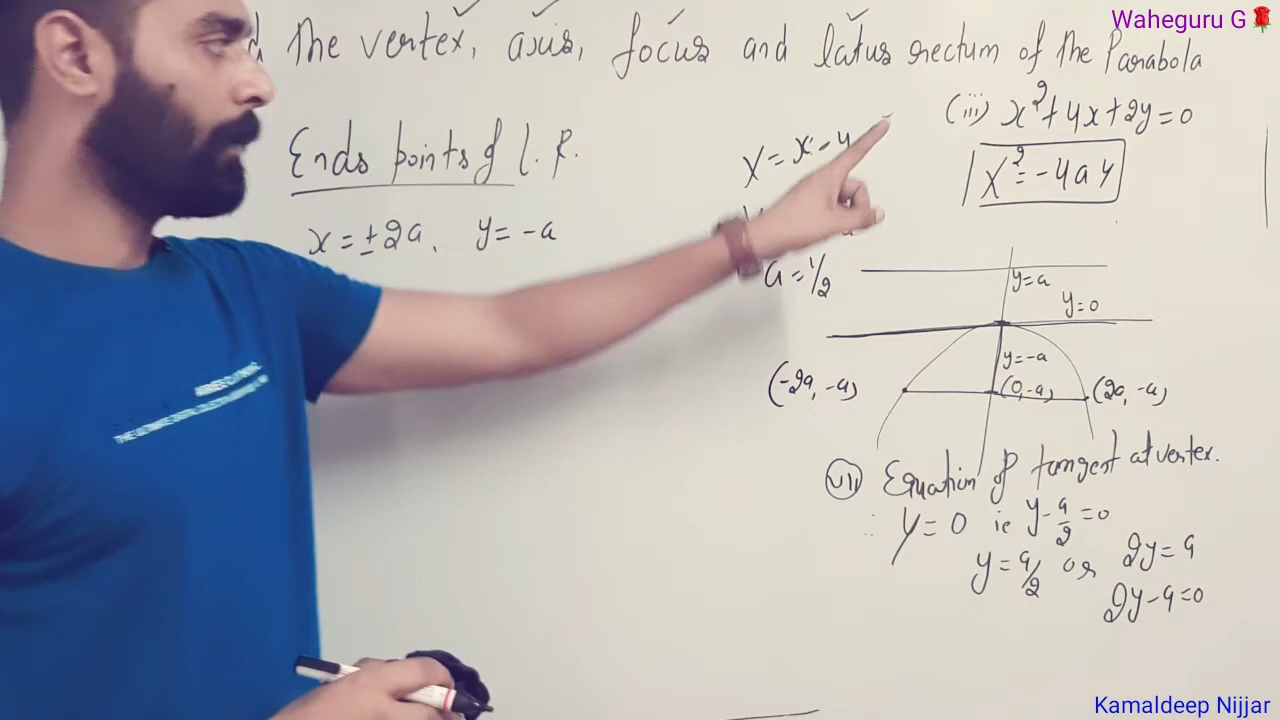 Waheguru G🌹
the vertex, axis, focus and latus rectum of the Parabola
(iii) x²+4x+2y=0
X² = -4aY
Ends points of L.R.
x = ±2a, y = -a
X = x-4
a = 1/2
y=a
y=0
y=-a
(-2a, -a)
(0,-a)
(2a, -a)
(vii) Equation of tangent at vertex.
∴ Y = 0 ie y - 9/2 = 0
y = 9/2 or 2y = 9
2y-9=0
Kamaldeep Nijjar